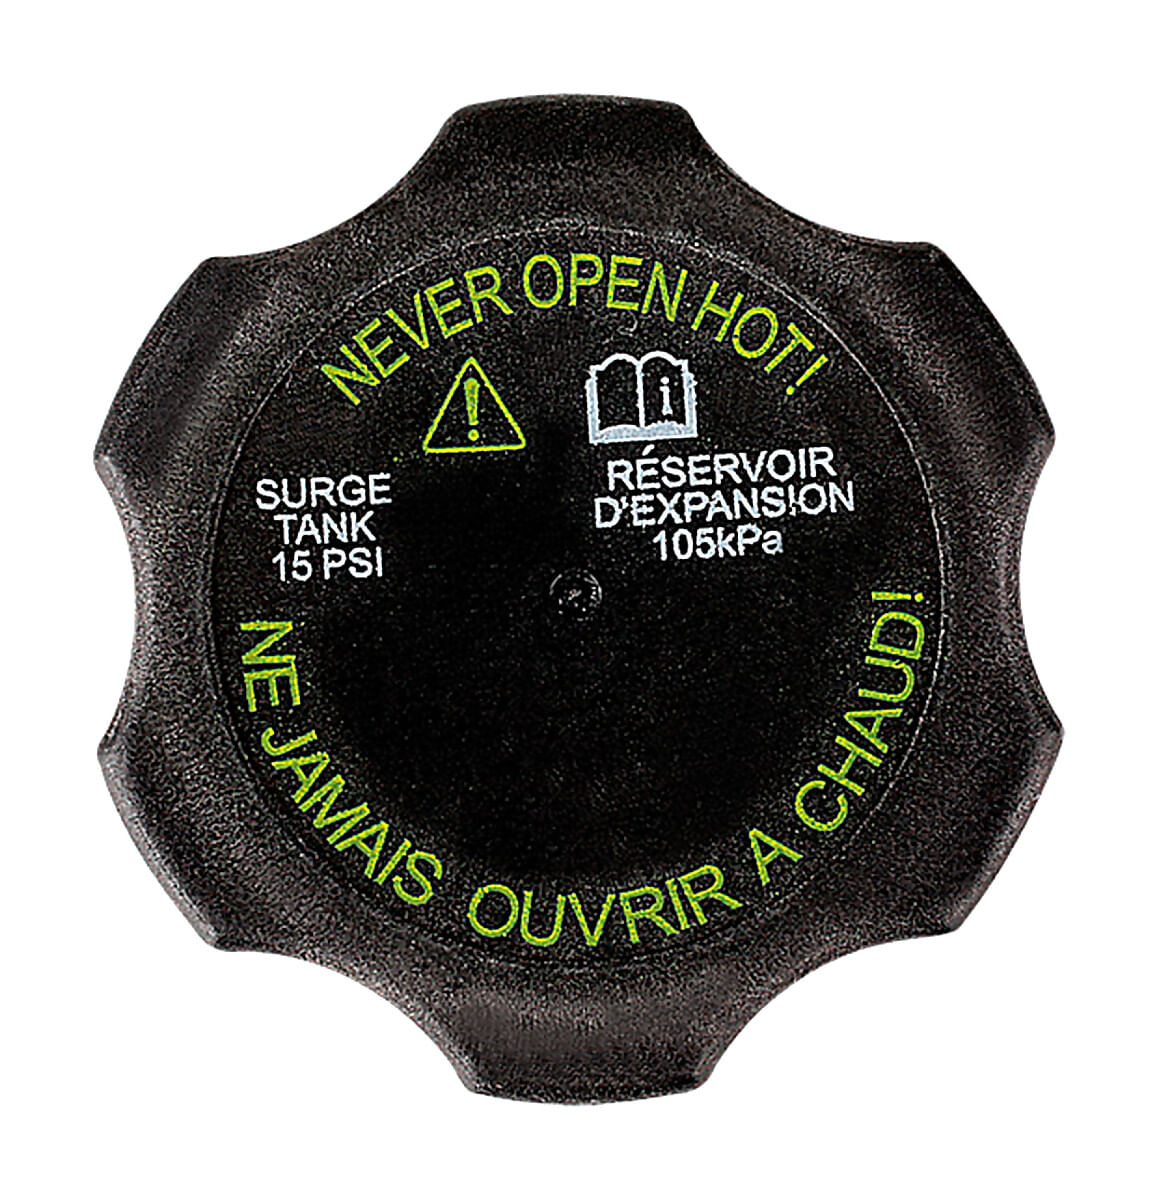 NEVER OPEN HOT!
SURGE
TANK
15 PSI
i
RÉSERVOIR
D'EXPANSION
105kPa
NE JAMAIS OUVRIR A CHAUD!